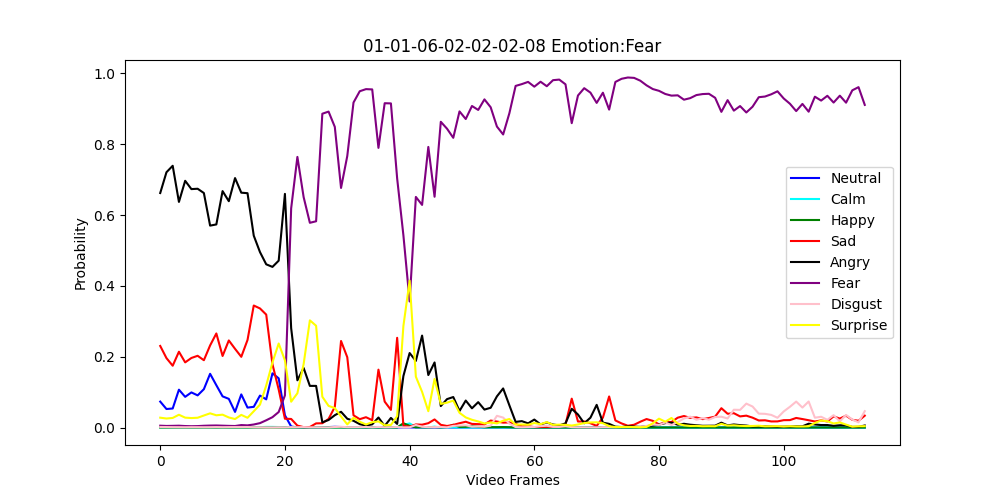 01-01-06-02-02-02-08 Emotion:Fear
1.0
0.8
0.6
0.4
0.2
0.0
Probability
0 20 40 60 80 100
Video Frames
Neutral
Calm
Happy
Sad
Angry
Fear
Disgust
Surprise